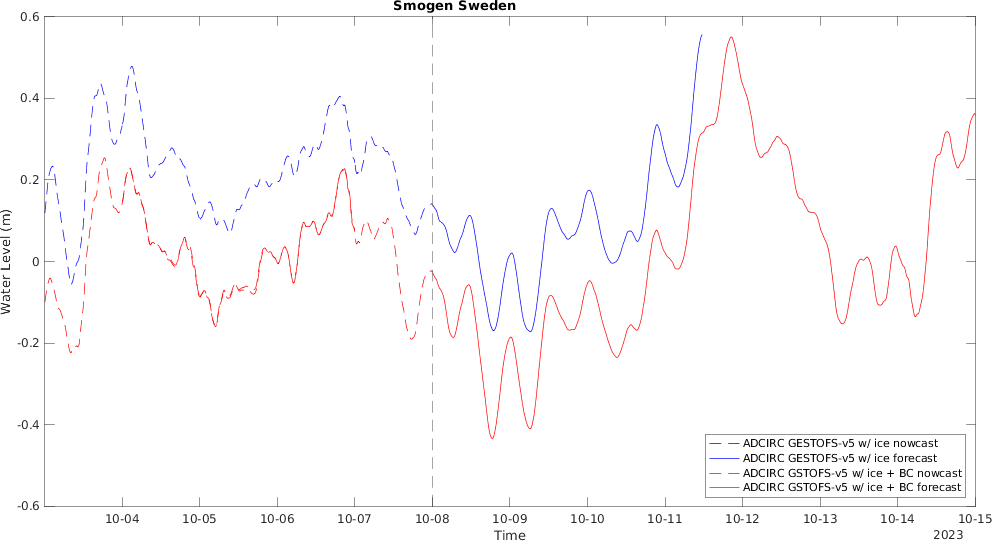 Smogen Sweden
Water Level (m)
0.6
0.4
0.2
0
-0.2
-0.4
-0.6
ADCIRC GESTOFS-v5 w/ ice nowcast
ADCIRC GESTOFS-v5 w/ ice forecast
ADCIRC GSTOFS-v5 w/ ice + BC nowcast
ADCIRC GSTOFS-v5 w/ ice + BC forecast
10-04 10-05 10-06 10-07 10-08 10-09 10-10 10-11 10-12 10-13 10-14 10-15
Time
2023